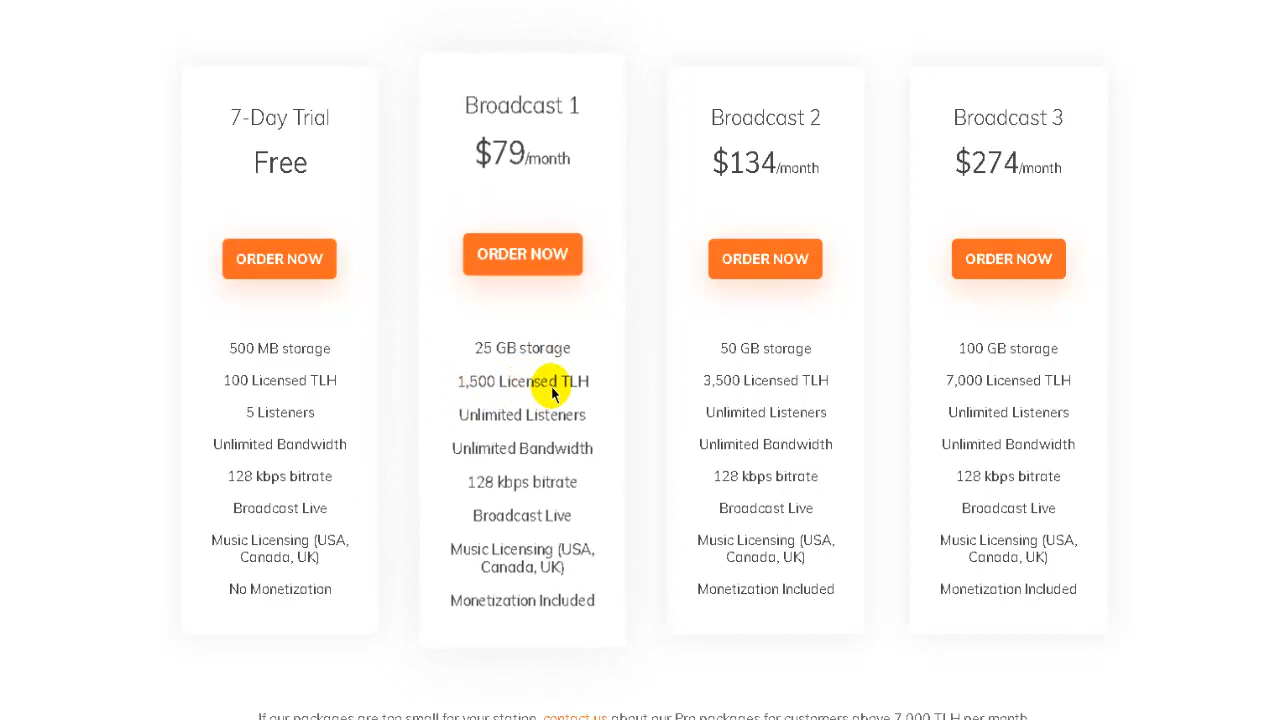 7-Day Trial
Free
ORDER NOW
500 MB storage
100 Licensed TLH
5 Listeners
Unlimited Bandwidth
128 kbps bitrate
Broadcast Live
Music Licensing (USA,
Canada, UK)
No Monetization
Broadcast 1
$79/month
ORDER NOW
25 GB storage
1,500 Licensed TLH
Unlimited Listeners
Unlimited Bandwidth
128 kbps bitrate
Broadcast Live
Music Licensing (USA,
Canada, UK)
Monetization Included
Broadcast 2
$134/month
ORDER NOW
50 GB storage
3,500 Licensed TLH
Unlimited Listeners
Unlimited Bandwidth
128 kbps bitrate
Broadcast Live
Music Licensing (USA,
Canada, UK)
Monetization Included
Broadcast 3
$274/month
ORDER NOW
100 GB storage
7,000 Licensed TLH
Unlimited Listeners
Unlimited Bandwidth
128 kbps bitrate
Broadcast Live
Music Licensing (USA,
Canada, UK)
Monetization Included
If our packages are too small for your station, contact us about our Pro packages for customers above 7,000 TLH per month